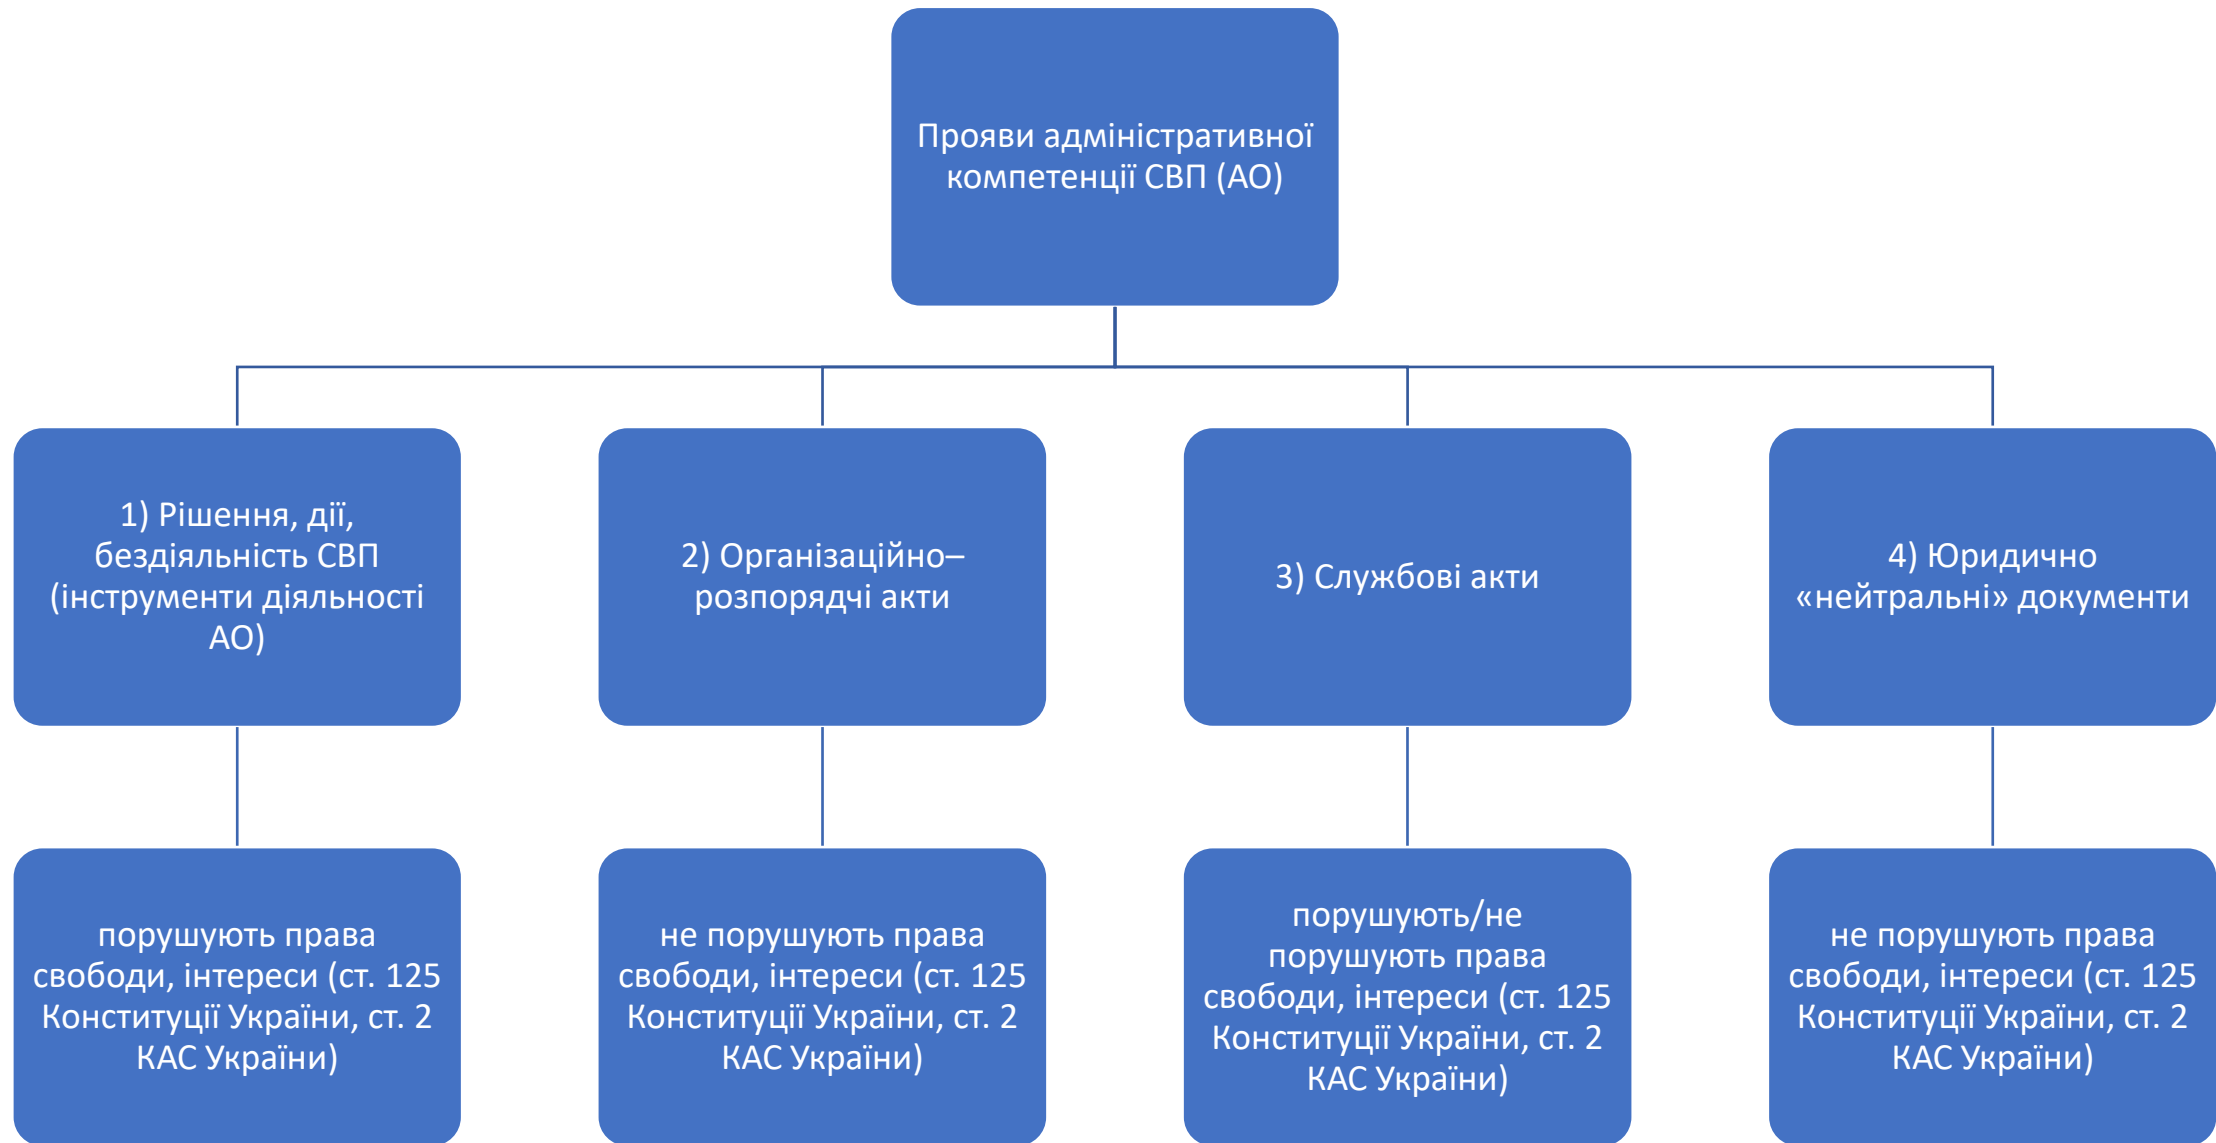 Прояви адміністративної
компетенції СВП (АО)
1) Рішення, дії,
бездіяльність СВП
(інструменти діяльності
АО)
2) Організаційно–
розпорядчі акти
3) Службові акти
4) Юридично
«нейтральні» документи
порушують права
свободи, інтереси (ст. 125
Конституції України, ст. 2
КАС України)
не порушують права
свободи, інтереси (ст. 125
Конституції України, ст. 2
КАС України)
порушують/не
порушують права
свободи, інтереси (ст. 125
Конституції України, ст. 2
КАС України)
не порушують права
свободи, інтереси (ст. 125
Конституції України, ст. 2
КАС України)